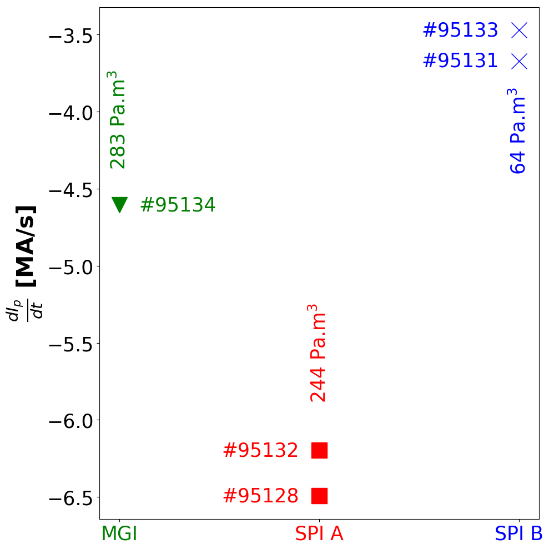 −3.5
−4.0
−4.5
−5.0
−5.5
−6.0
−6.5
dI_p/dt [MA/s]
#95133
#95131
64 Pa.m³
283 Pa.m³
#95134
244 Pa.m³
#95132
#95128
MGI
SPI A
SPI B